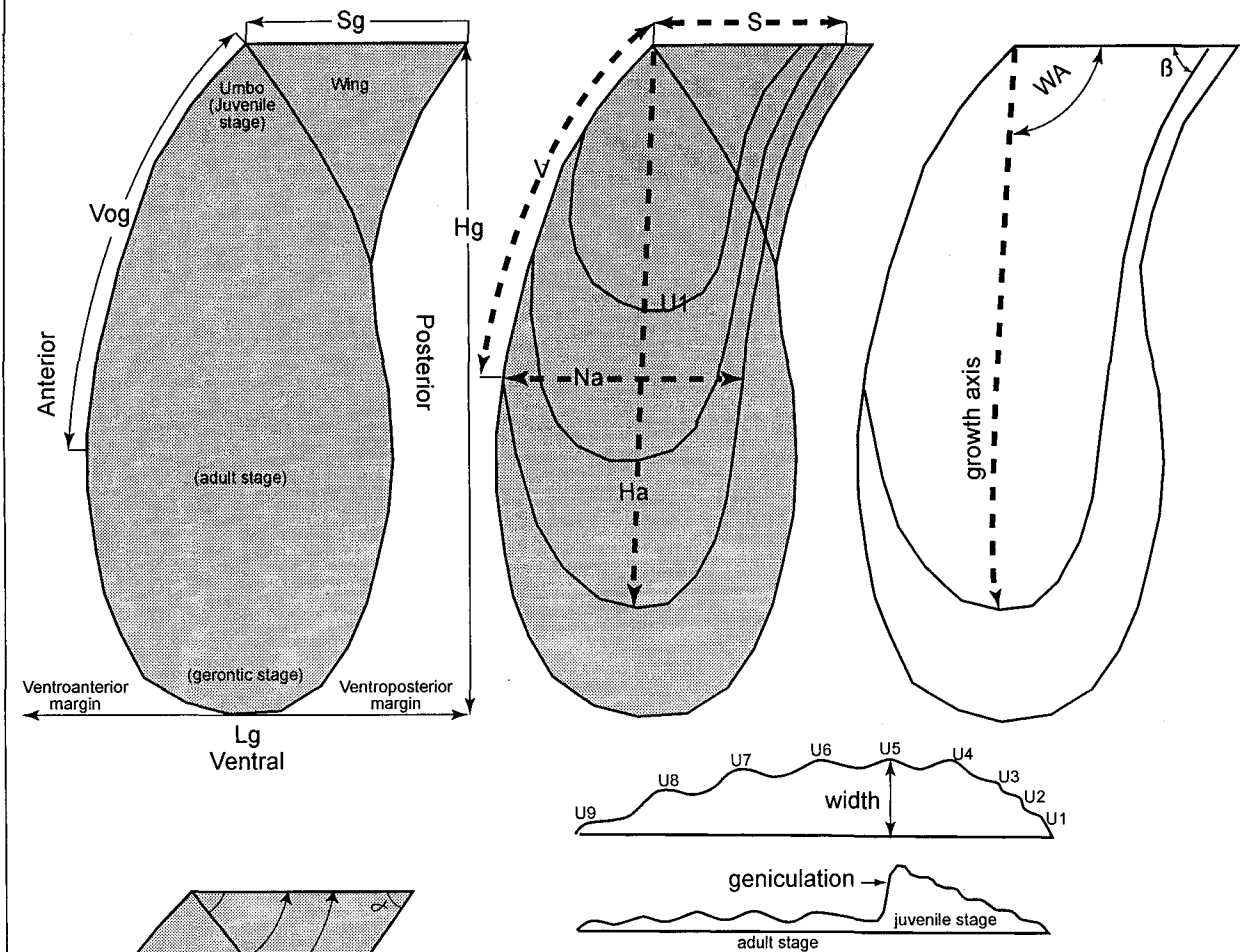 Sg
Umbo
(Juvenile
stage)
Wing
Vog
Hg
Anterior
Posterior
(adult stage)
(gerontic stage)
Ventroanterior
margin
Ventroposterior
margin
Lg
Ventral
S
V
U1
Na
Ha
WA
β
growth axis
U9
U8
U7
U6
U5
U4
U3
U2
U1
width
geniculation
juvenile stage
adult stage
α